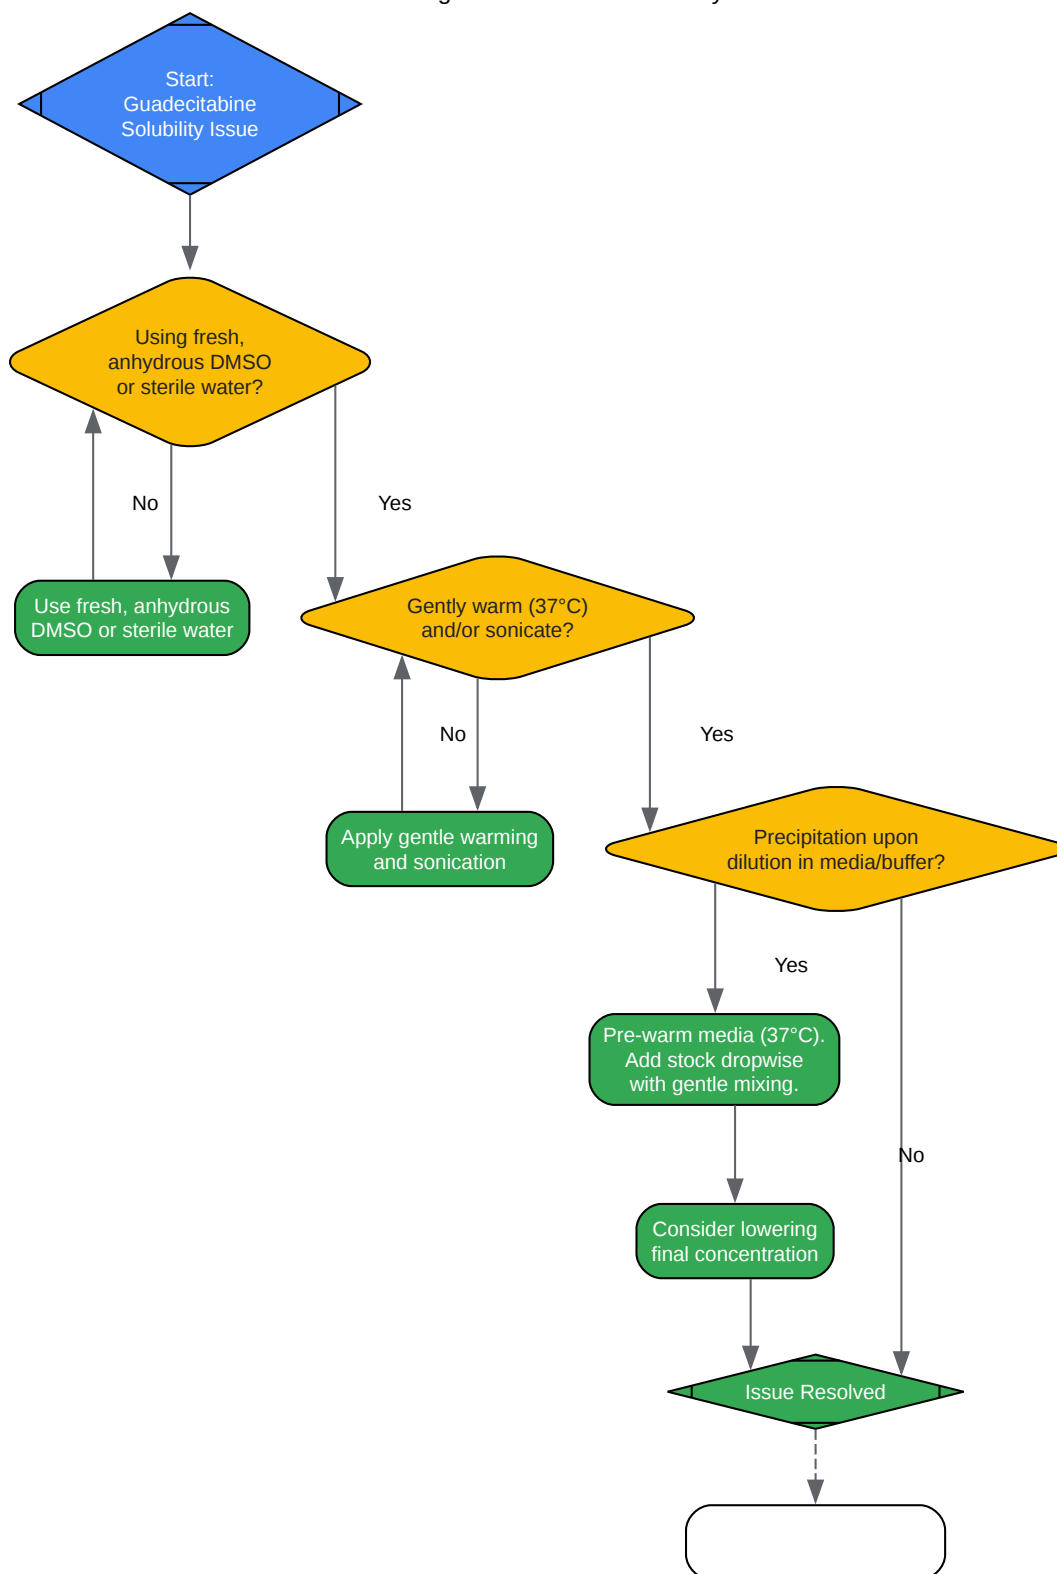 Start:
Guadecitabine
Solubility Issue
Using fresh,
anhydrous DMSO
or sterile water?
No
Yes
Use fresh, anhydrous
DMSO or sterile water
Gently warm (37°C)
and/or sonicate?
No
Yes
Apply gentle warming
and sonication
Precipitation upon
dilution in media/buffer?
Yes
Pre-warm media (37°C).
Add stock dropwise
with gentle mixing.
No
Consider lowering
final concentration
Issue Resolved